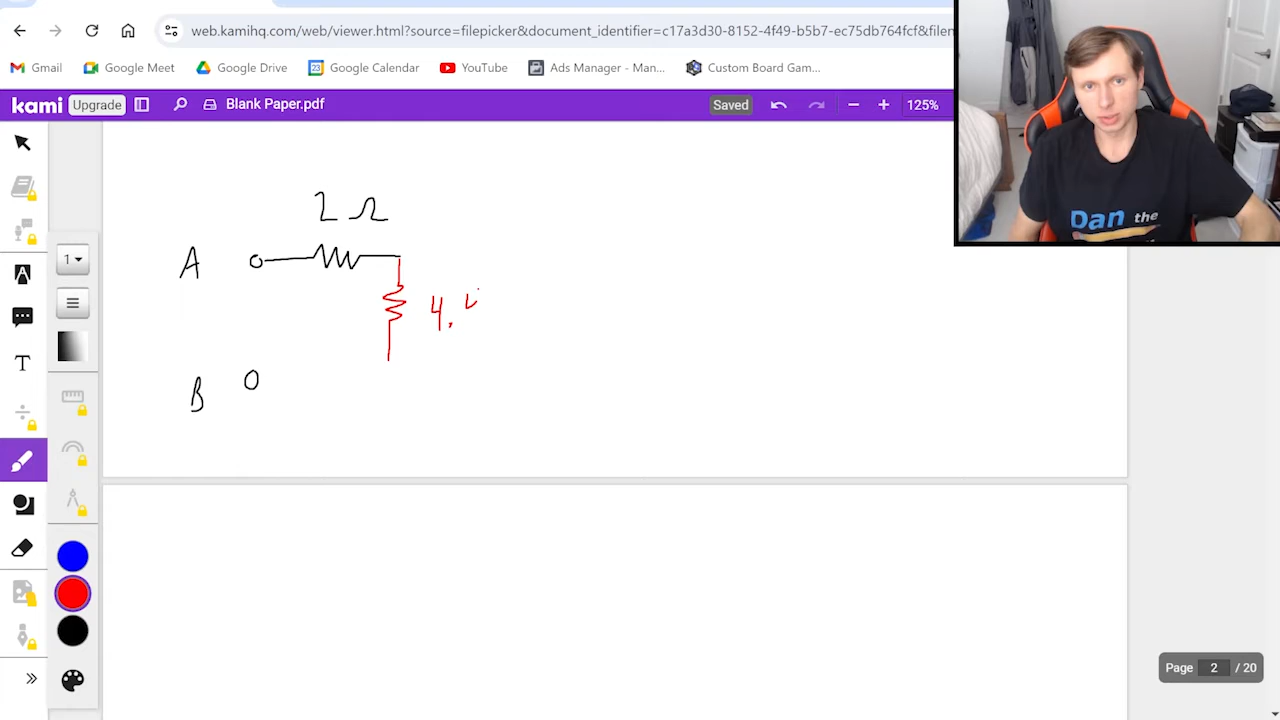 web.kamihq.com/web/viewer.html?source=filepicker&document_identifier=c17a3d30-8152-4f49-b5b7-ec75db764fcf&filen
Gmail
Google Meet
Google Drive
Google Calendar
YouTube
Ads Manager - Man...
Custom Board Gam...
kami
Upgrade
Blank Paper.pdf
Saved
125%
Dan the
2 Ω
1
A
4.
B
T
Page 2 / 20